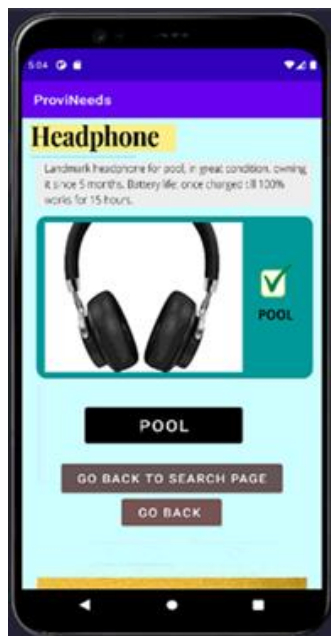 5:04
ProviNeeds
Headphone
Landmark headphone for pool, in great condition, owning
it since 5 months. Battery life: once charged till 100%
works for 15 hours.
POOL
POOL
GO BACK TO SEARCH PAGE
GO BACK